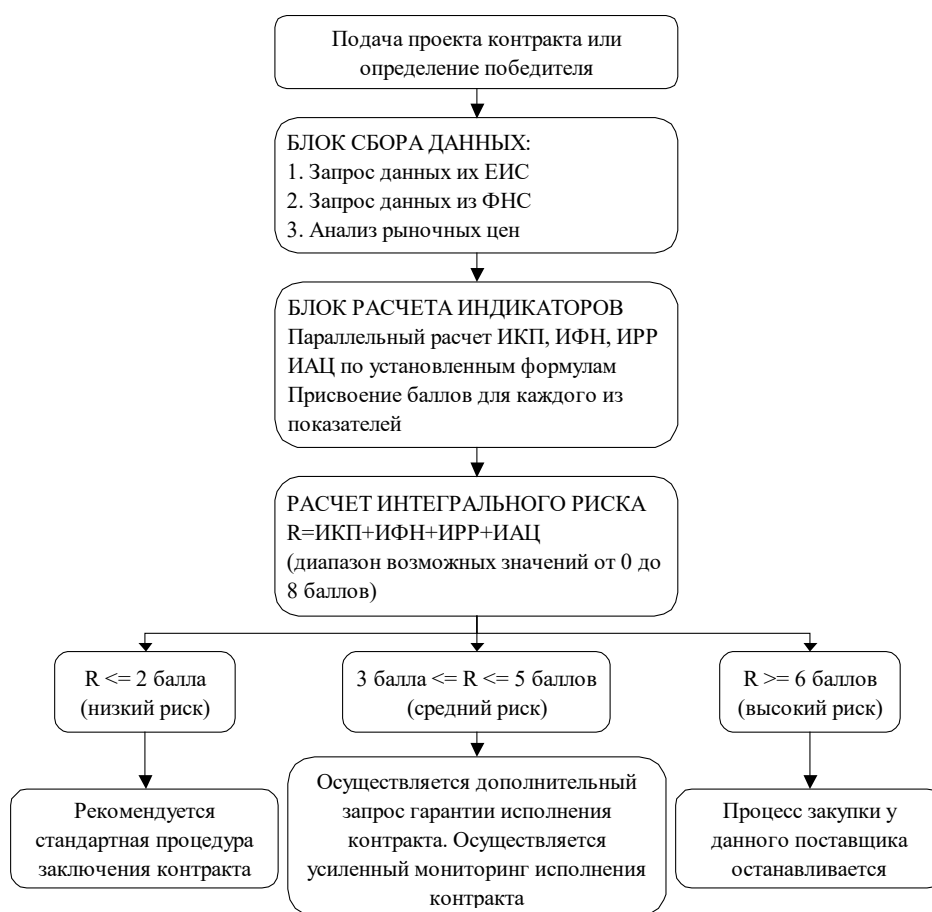 Подача проекта контракта или
определение победителя
БЛОК СБОРА ДАННЫХ:
1. Запрос данных их ЕИС
2. Запрос данных из ФНС
3. Анализ рыночных цен
БЛОК РАСЧЕТА ИНДИКАТОРОВ
Параллельный расчет ИКП, ИФН, ИРР
ИАЦ по установленным формулам
Присвоение баллов для каждого из
показателей
РАСЧЕТ ИНТЕГРАЛЬНОГО РИСКА
R=ИКП+ИФН+ИРР+ИАЦ
(диапазон возможных значений от 0 до
8 баллов)
R <= 2 балла
(низкий риск)
3 балла <= R <= 5 баллов
(средний риск)
R >= 6 баллов
(высокий риск)
Рекомендуется
стандартная процедура
заключения контракта
Осуществляется дополнительный
запрос гарантии исполнения
контракта. Осуществляется
усиленный мониторинг исполнения
контракта
Процесс закупки у
данного поставщика
останавливается